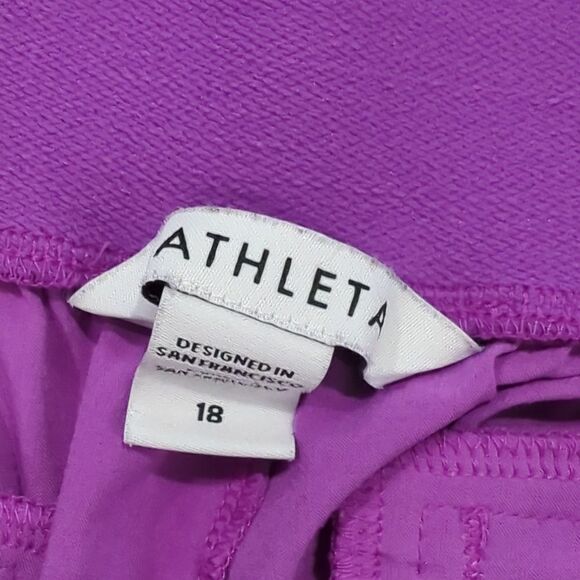 ATHLETA
DESIGNED IN
SAN FRANCISCO
18